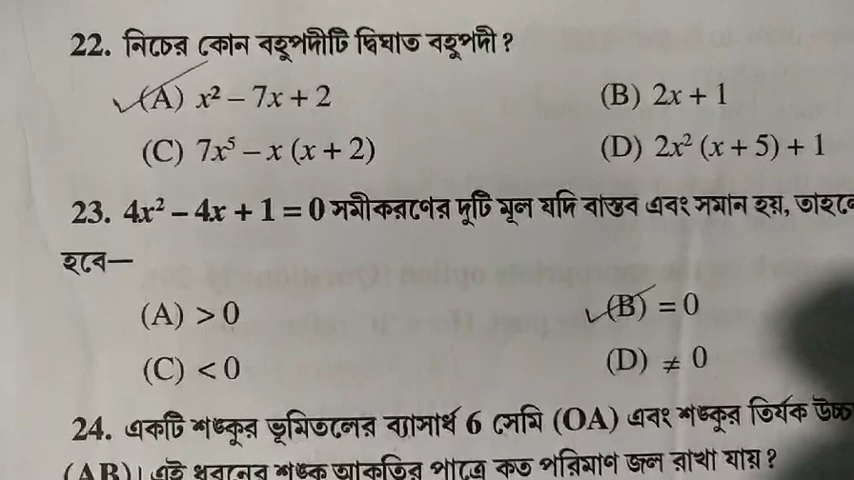 22. নিচের কোন বহুপদীটি দ্বিঘাত বহুপদী?
(A) x² – 7x + 2 (B) 2x + 1
(C) 7x⁵ – x (x + 2) (D) 2x² (x + 5) + 1
23. 4x² – 4x + 1 = 0 সমীকরণের দুটি মূল যদি বাস্তব এবং সমান হয়, তাহলে
হবে—
(A) > 0 (B) = 0
(C) < 0 (D) ≠ 0
24. একটি শঙ্কুর ভূমিতলের ব্যাসার্ধ 6 সেমি (OA) এবং শঙ্কুর তির্যক উচ্চ
(AB)। এই ধরনের শঙ্কু আকৃতির পাত্রে কত পরিমাণ জল রাখা যায়?